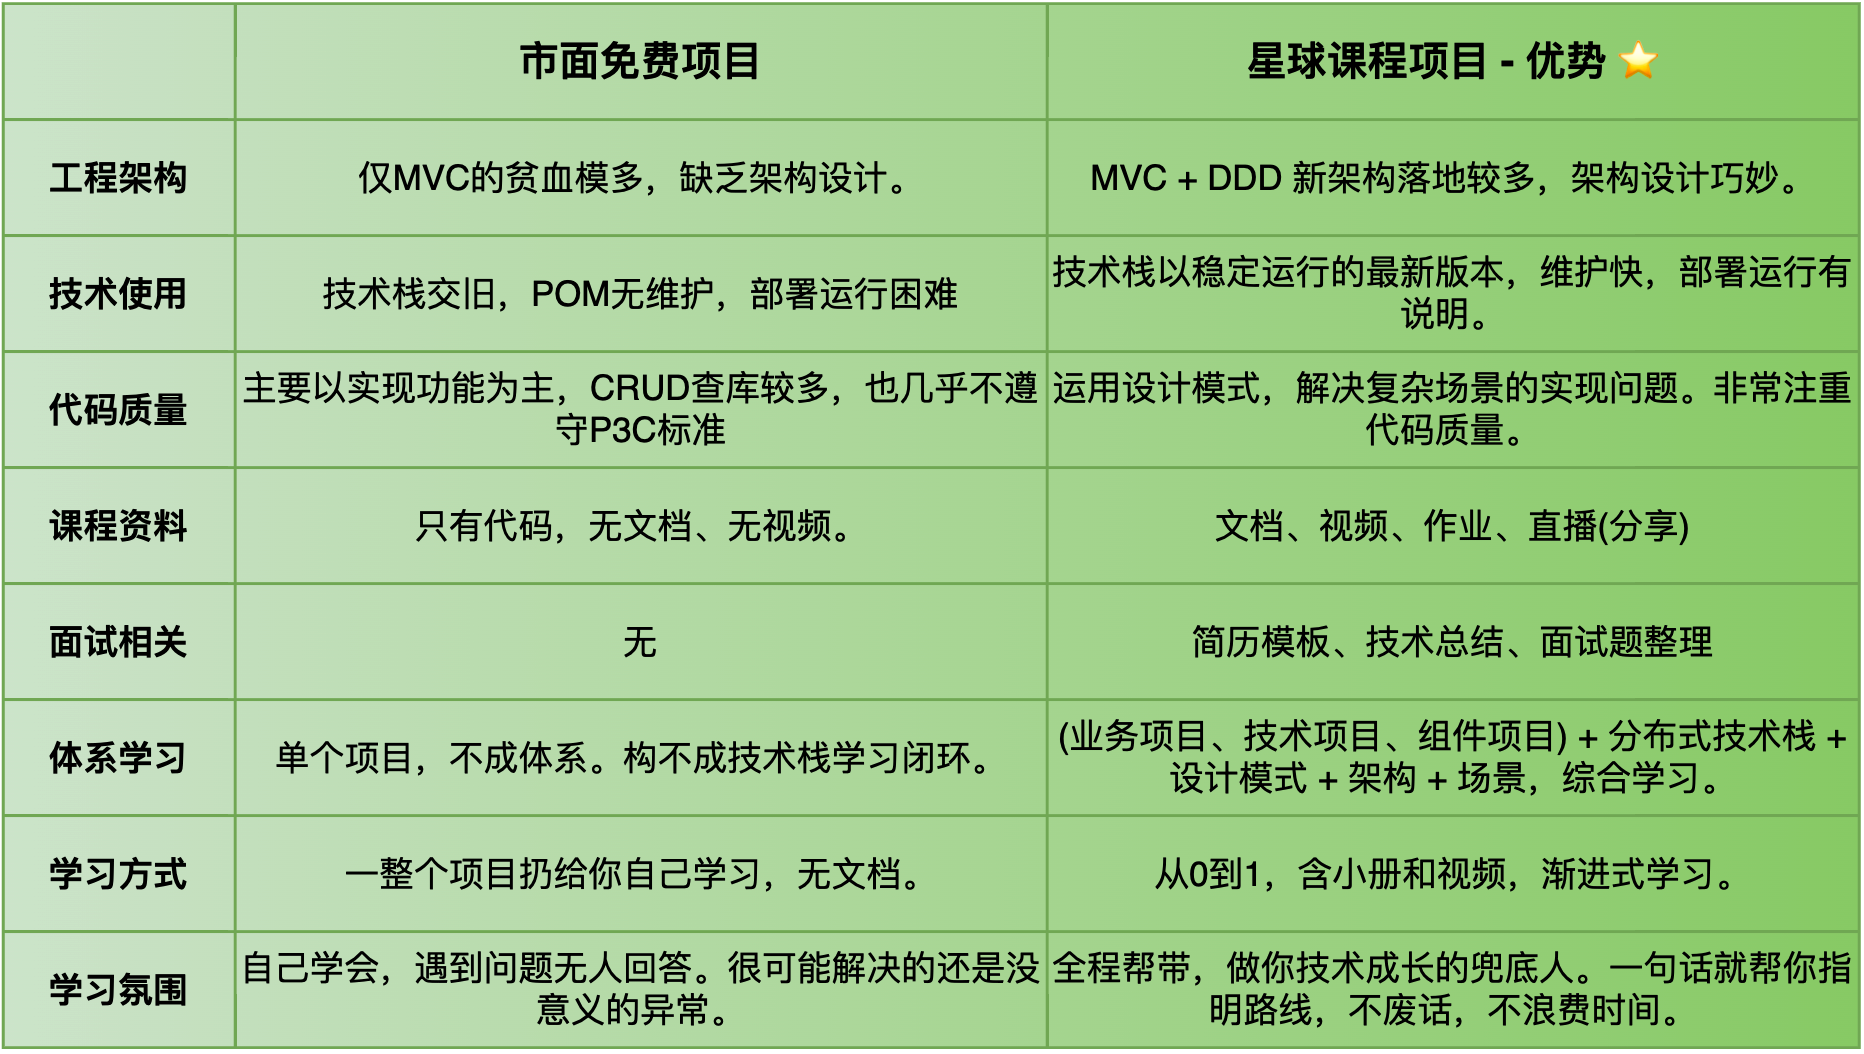 市面免费项目
星球课程项目 - 优势 ⭐
工程架构
仅MVC的贫血模多，缺乏架构设计。
MVC + DDD 新架构落地较多，架构设计巧妙。
技术使用
技术栈交旧，POM无维护，部署运行困难
技术栈以稳定运行的最新版本，维护快，部署运行有
说明。
代码质量
主要以实现功能为主，CRUD查库较多，也几乎不遵
守P3C标准
运用设计模式，解决复杂场景的实现问题。非常注重
代码质量。
课程资料
只有代码，无文档、无视频。
文档、视频、作业、直播(分享)
面试相关
无
简历模板、技术总结、面试题整理
体系学习
单个项目，不成体系。构不成技术栈学习闭环。
(业务项目、技术项目、组件项目) + 分布式技术栈 +
设计模式 + 架构 + 场景，综合学习。
学习方式
一整个项目扔给你自己学习，无文档。
从0到1，含小册和视频，渐进式学习。
学习氛围
自己学会，遇到问题无人回答。很可能解决的还是没
意义的异常。
全程帮带，做你技术成长的兜底人。一句话就帮你指
明路线，不废话，不浪费时间。